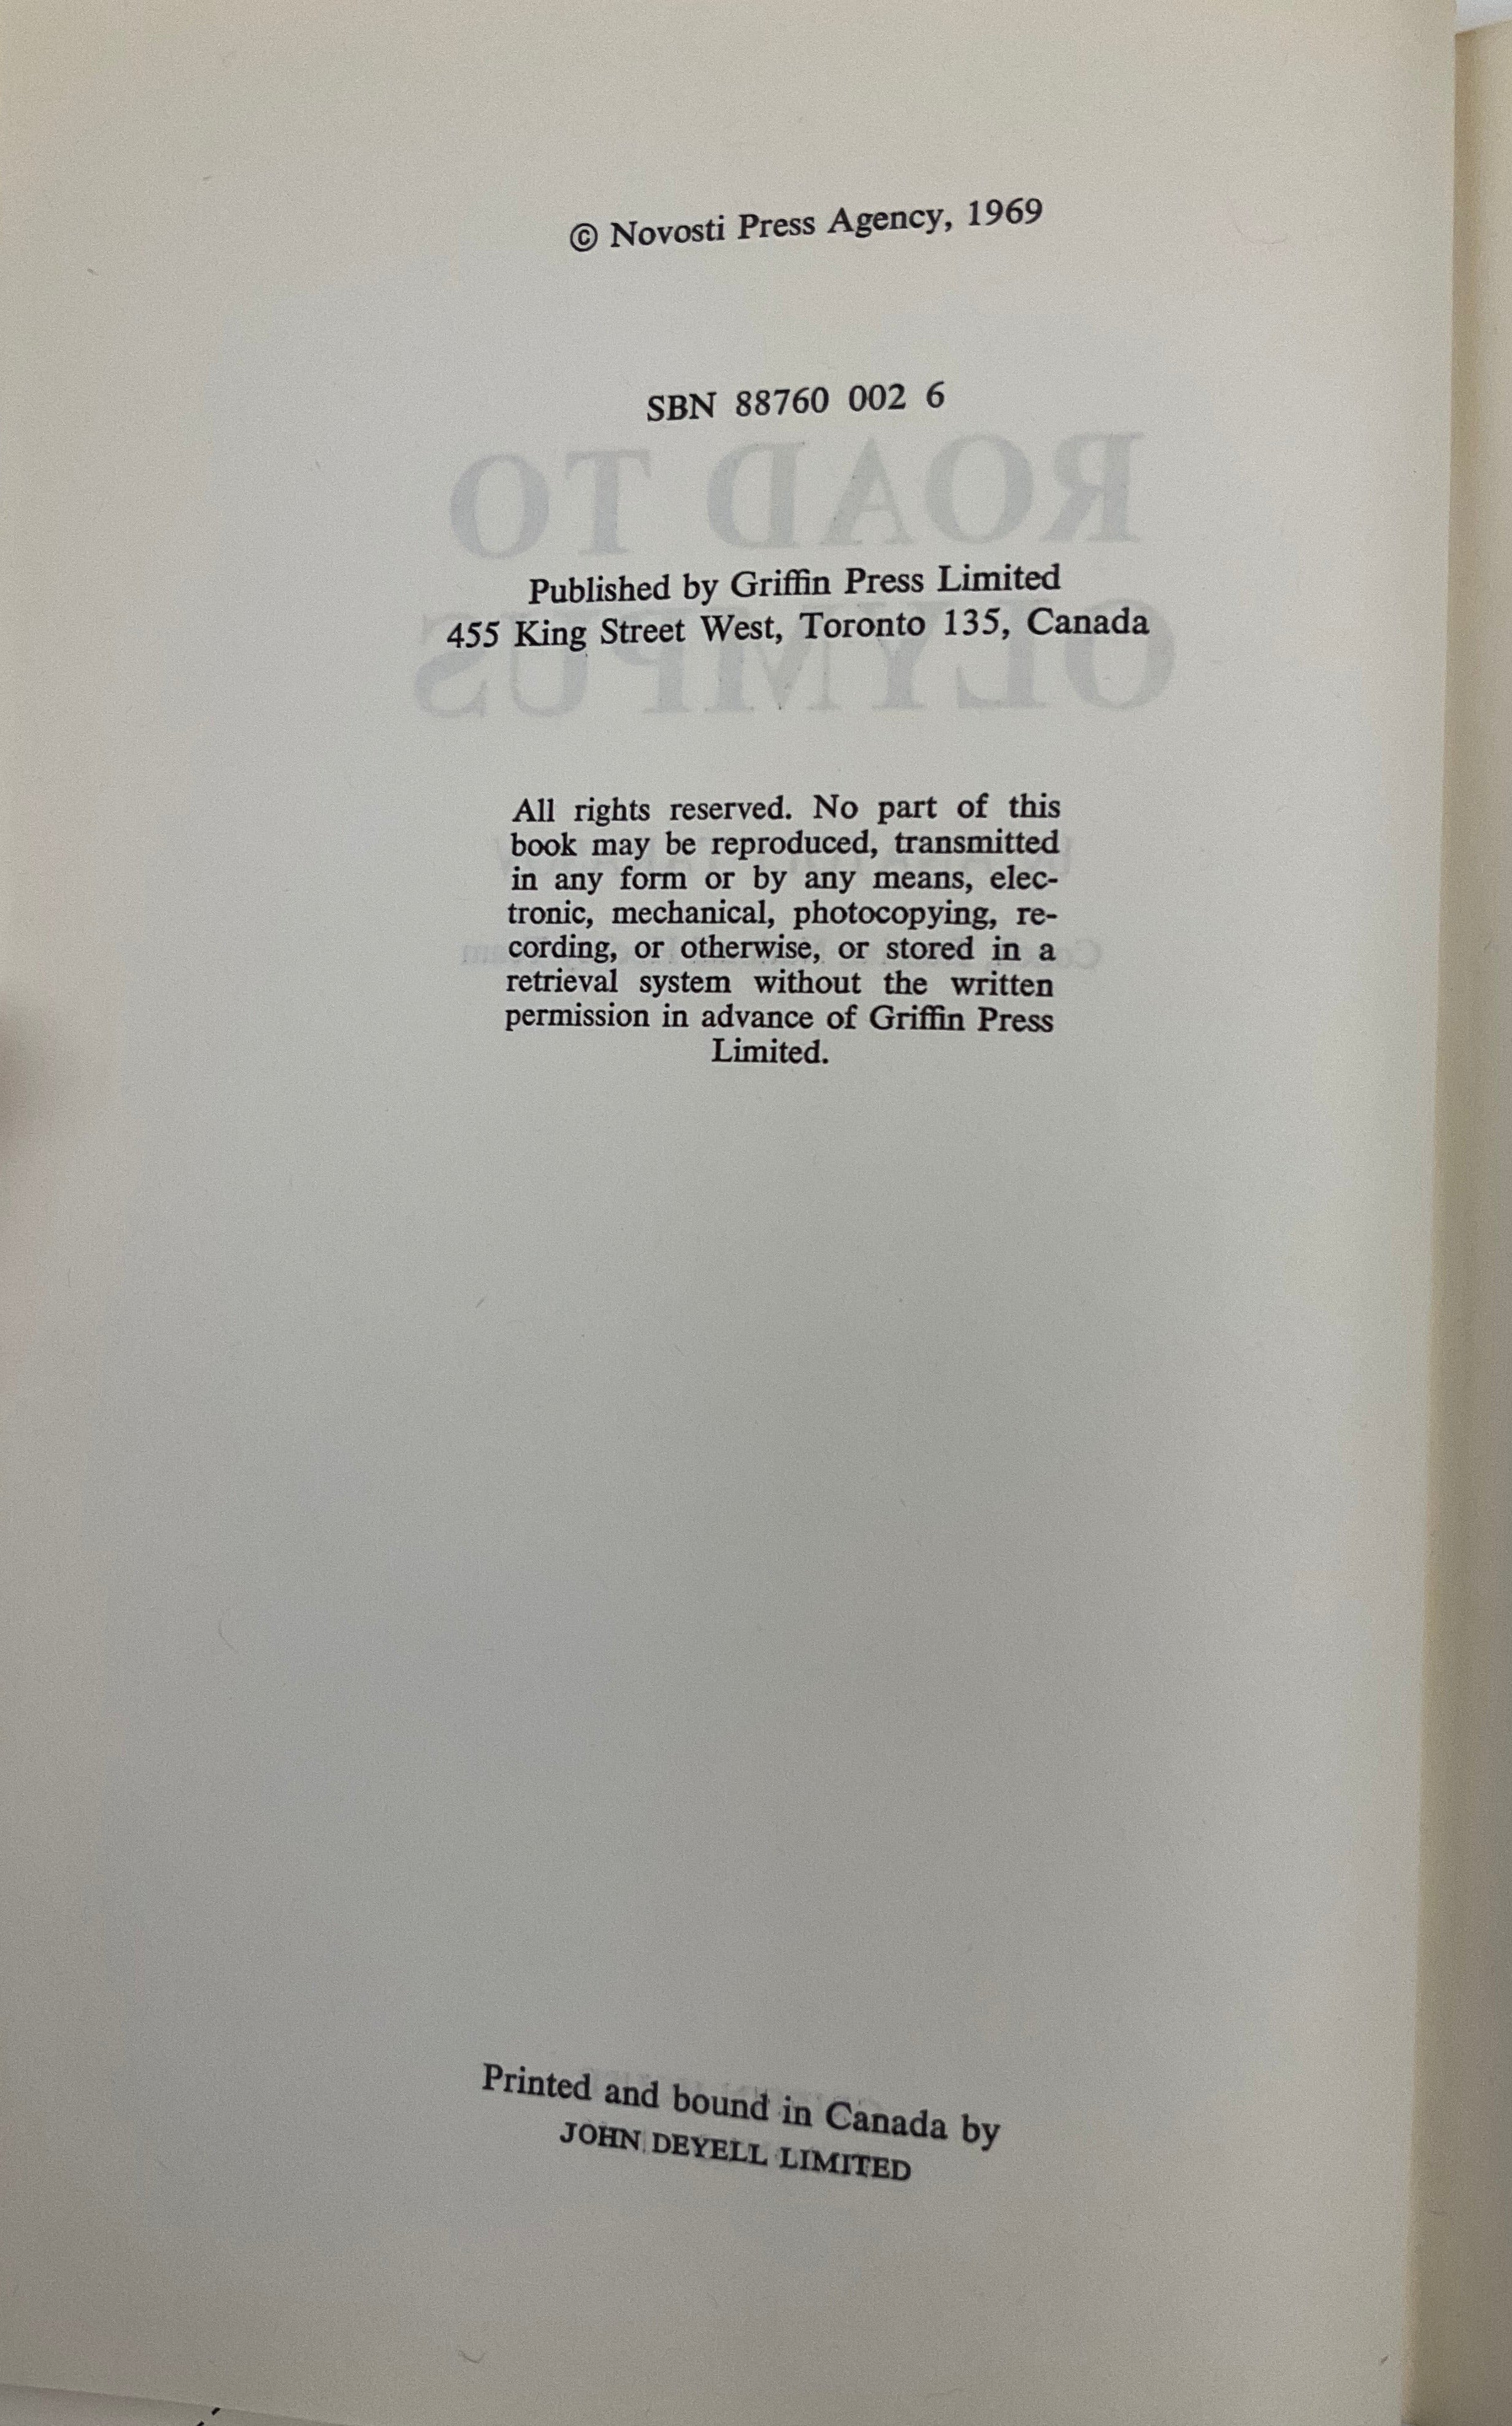 © Novosti Press Agency, 1969
SBN 88760 002 6
ROAD TO
OLYMPUS
Published by Griffin Press Limited
455 King Street West, Toronto 135, Canada
All rights reserved. No part of this
book may be reproduced, transmitted
in any form or by any means, elec-
tronic, mechanical, photocopying, re-
cording, or otherwise, or stored in a
retrieval system without the written
permission in advance of Griffin Press
Limited.
Printed and bound in Canada by
JOHN DEYELL LIMITED